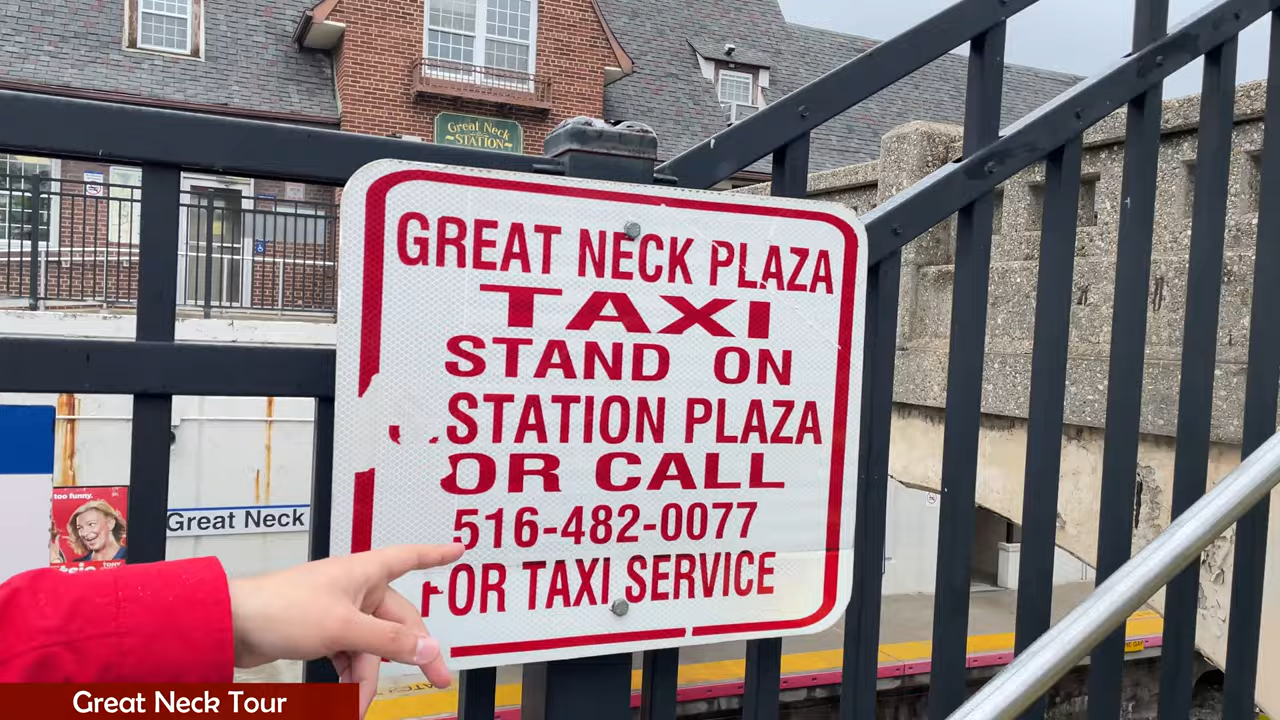 Great Neck
~STATION~
GREAT NECK PLAZA
TAXI
STAND ON
STATION PLAZA
OR CALL
516-482-0077
FOR TAXI SERVICE
too funny.
Great Neck
Great Neck Tour